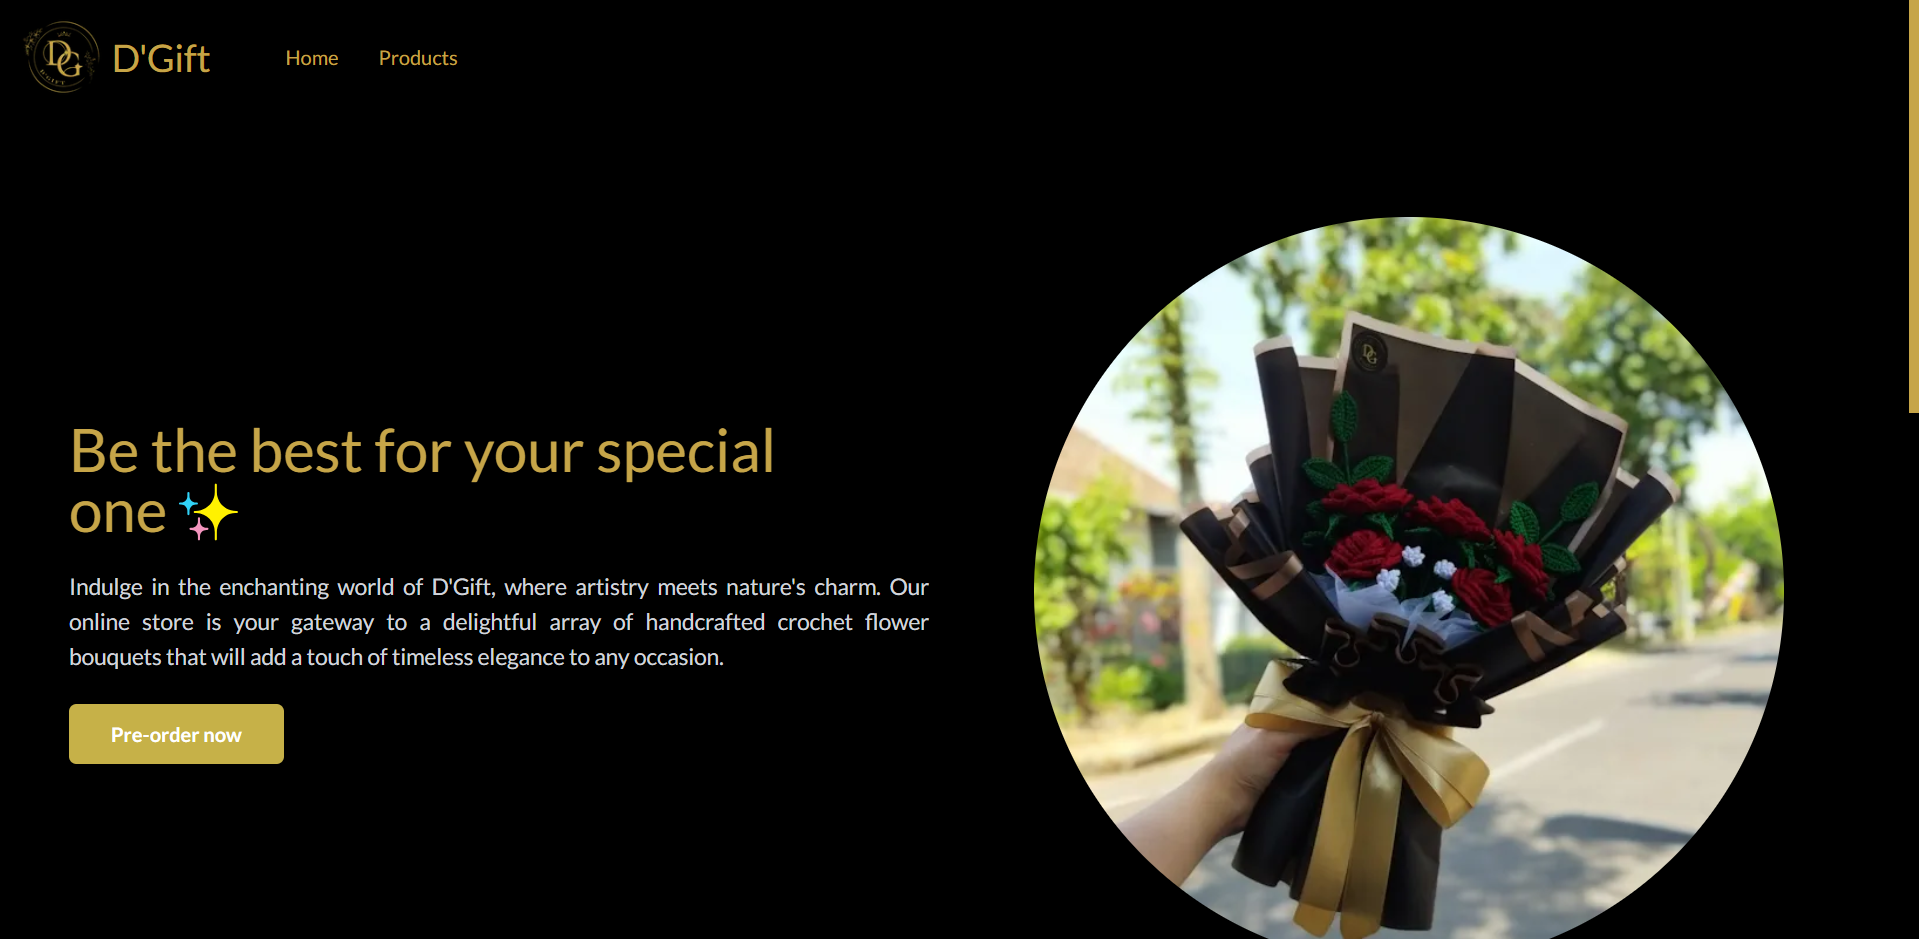 DG
D'GIFT
D'Gift
Home
Products
Be the best for your special
one ✨
Indulge in the enchanting world of D'Gift, where artistry meets nature's charm. Our
online store is your gateway to a delightful array of handcrafted crochet flower
bouquets that will add a touch of timeless elegance to any occasion.
Pre-order now
DG